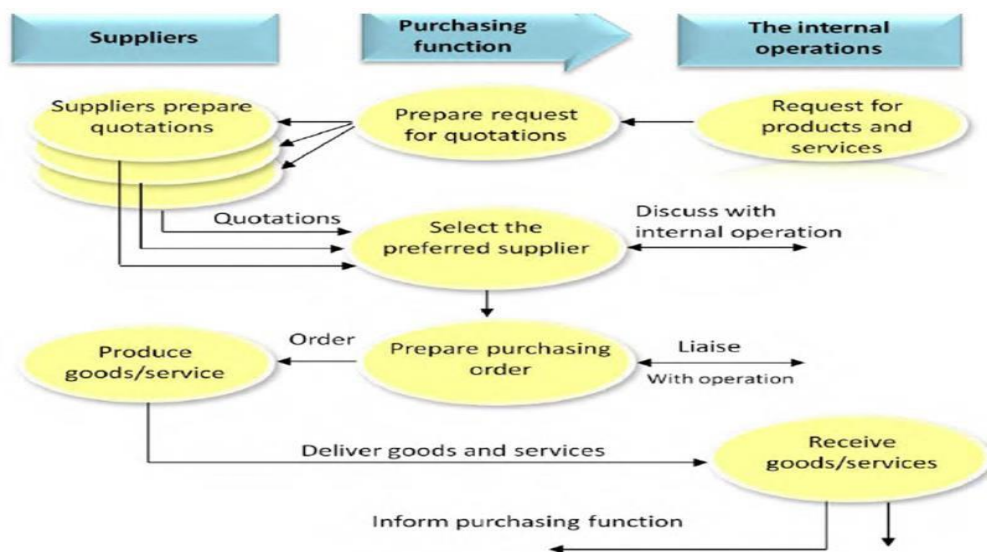 Suppliers
Purchasing
function
The internal
operations
Suppliers prepare
quotations
Prepare request
for quotations
Request for
products and
services
Quotations
Select the
preferred supplier
Discuss with
internal operation
Order
Produce
goods/service
Prepare purchasing
order
Liaise
With operation
Deliver goods and services
Receive
goods/services
Inform purchasing function